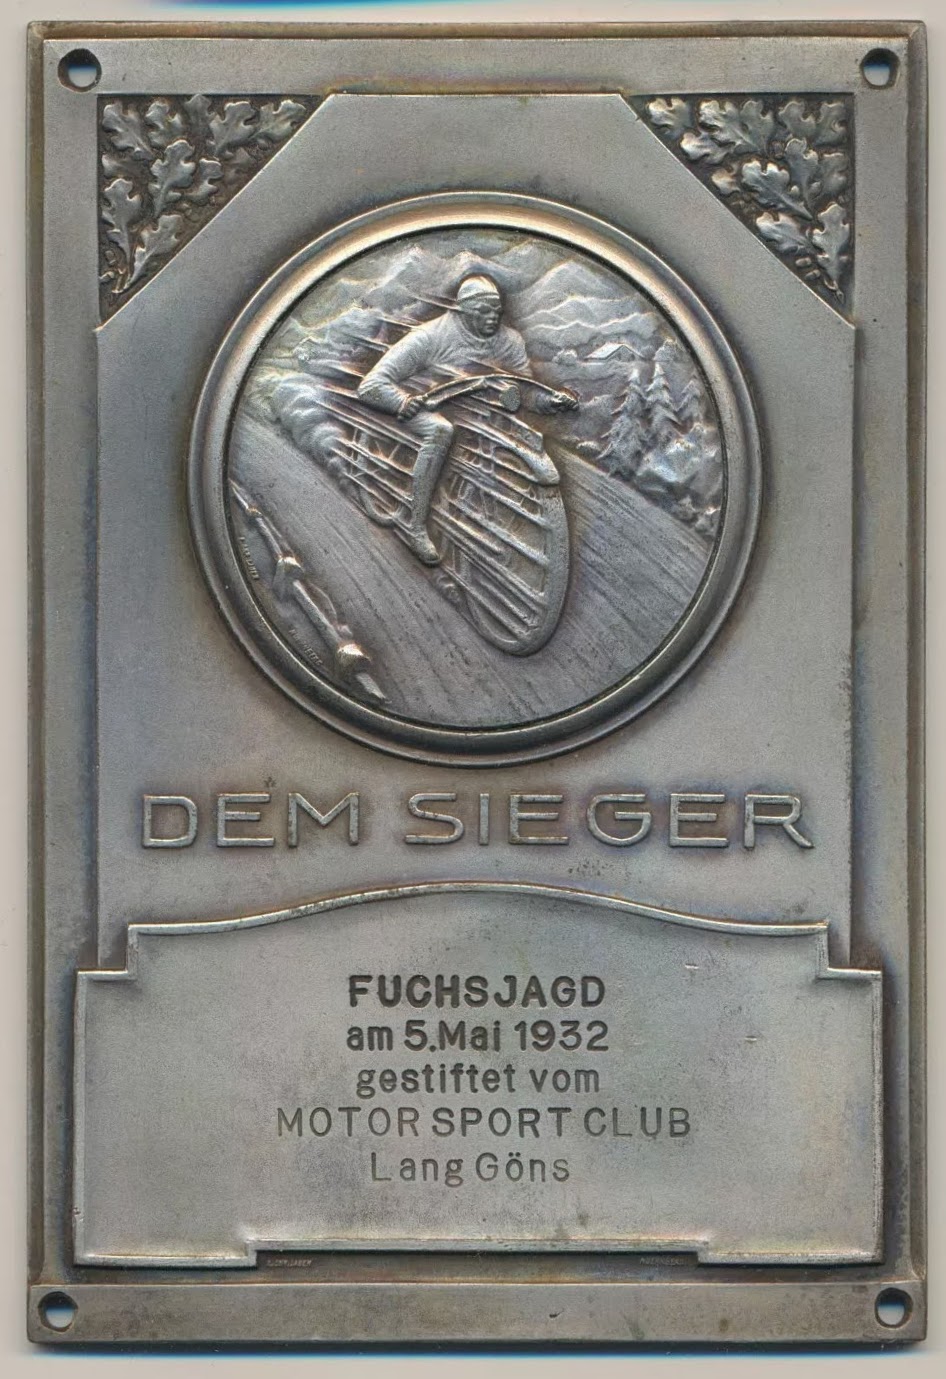 DEM SIEGER
FUCHSJAGD
am 5. Mai 1932
gestiftet vom
MOTOR SPORT CLUB
Lang Göns